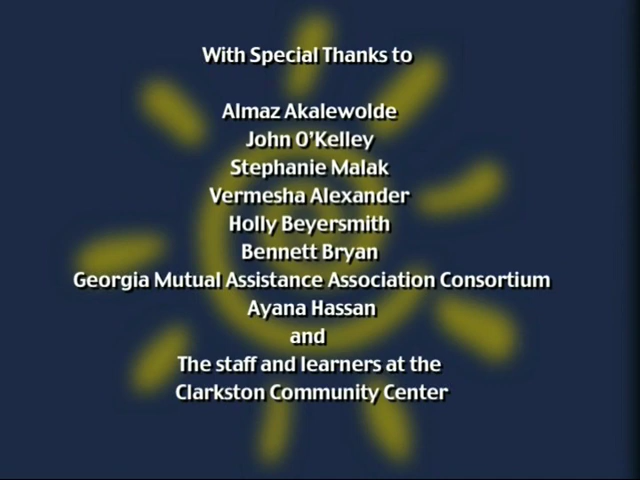 With Special Thanks to
Almaz Akalewolde
John O'Kelley
Stephanie Malak
Vermesha Alexander
Holly Beyersmith
Bennett Bryan
Georgia Mutual Assistance Association Consortium
Ayana Hassan
and
The staff and learners at the
Clarkston Community Center